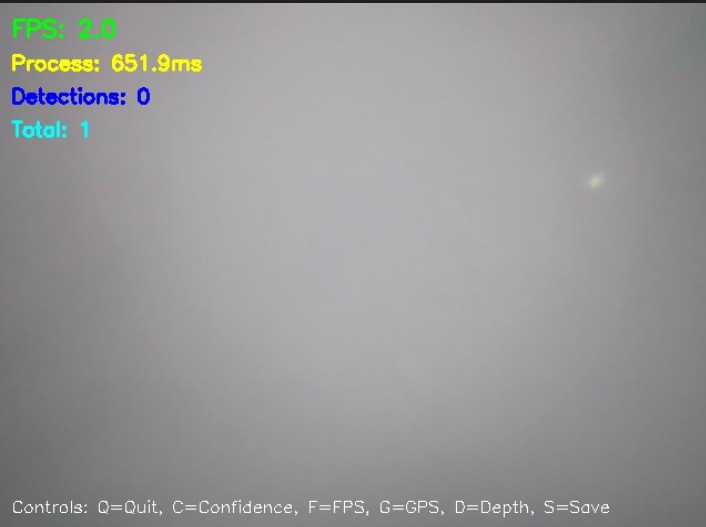 FPS: 2.0
Process: 651.9ms
Detections: 0
Total: 1
Controls: Q=Quit, C=Confidence, F=FPS, G=GPS, D=Depth, S=Save